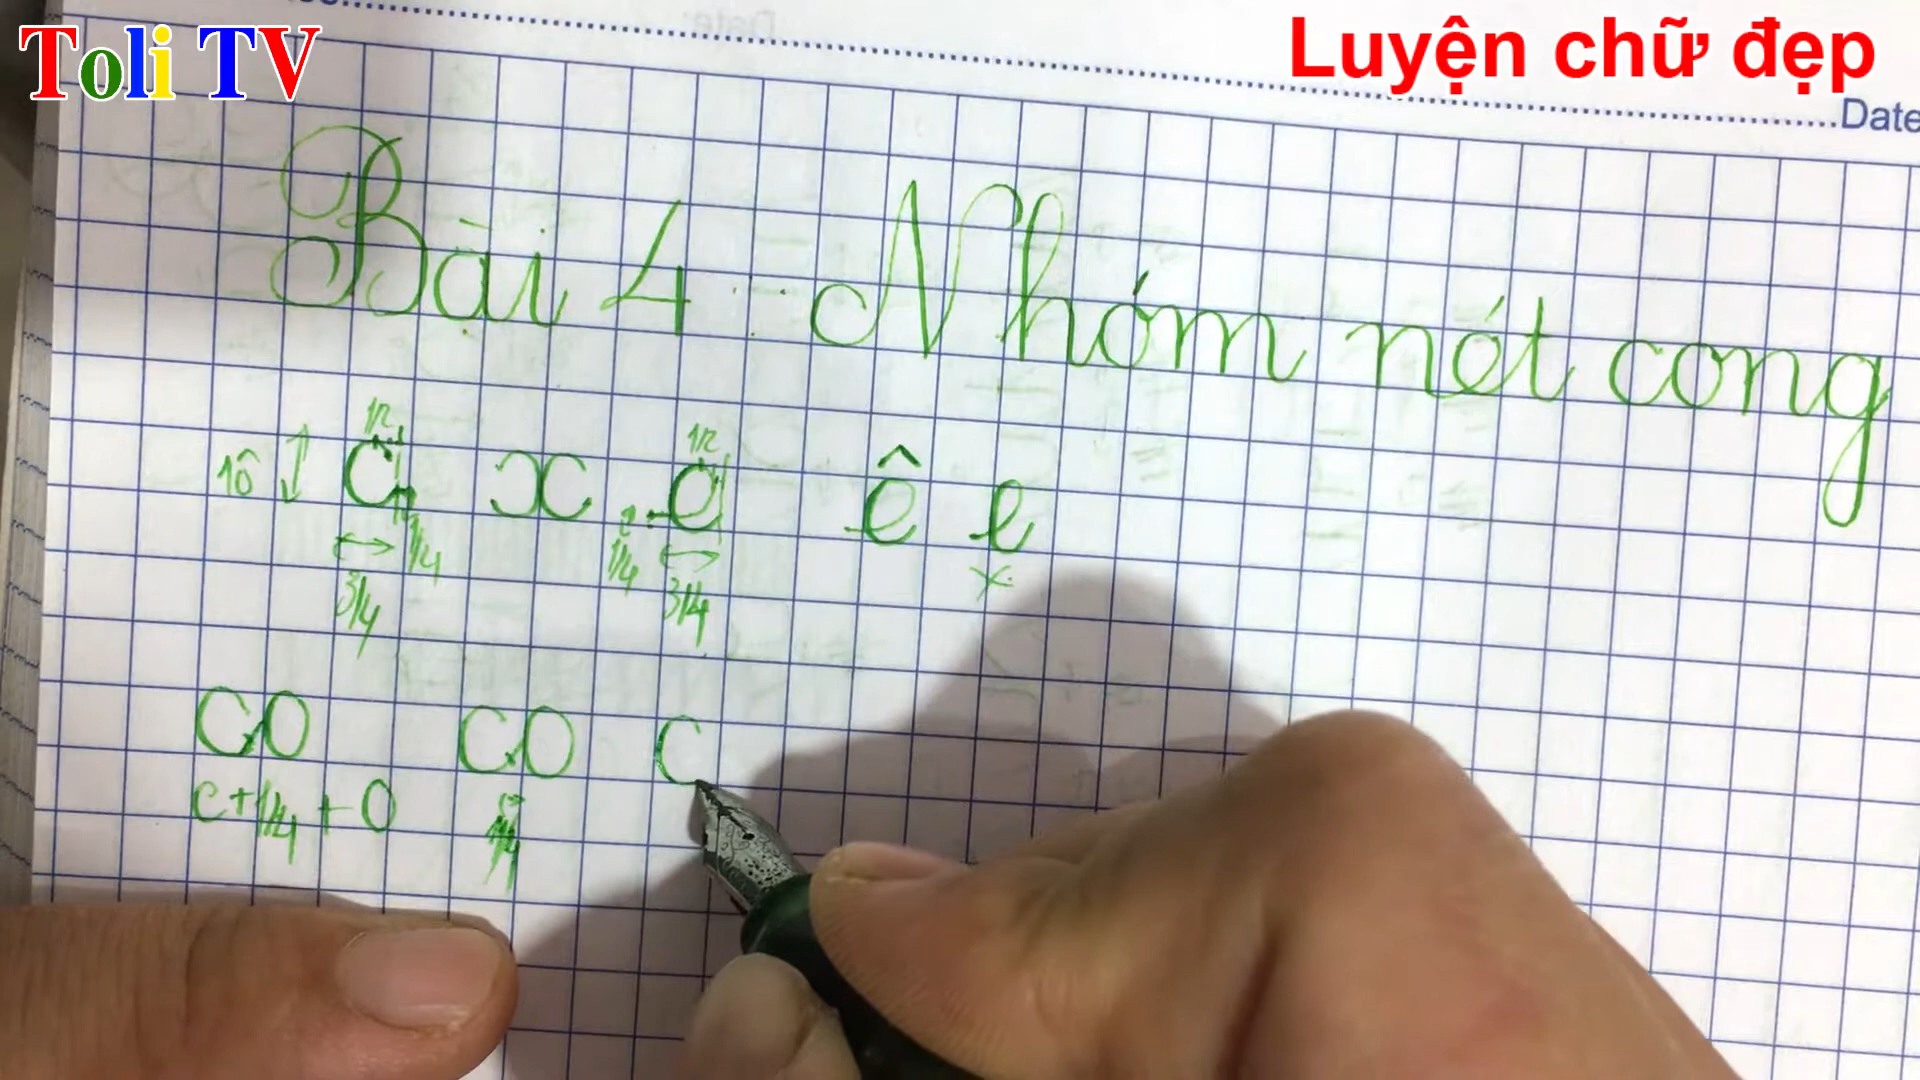 Toli TV
Luyện chữ đẹp
Date:
Date
Bài 4 : Nhóm nét cong
1/2 1/2
1ô c x e ê e
1/4 1/4 x
3/4 3/4
co co c
c + 1/4 + o 1/4